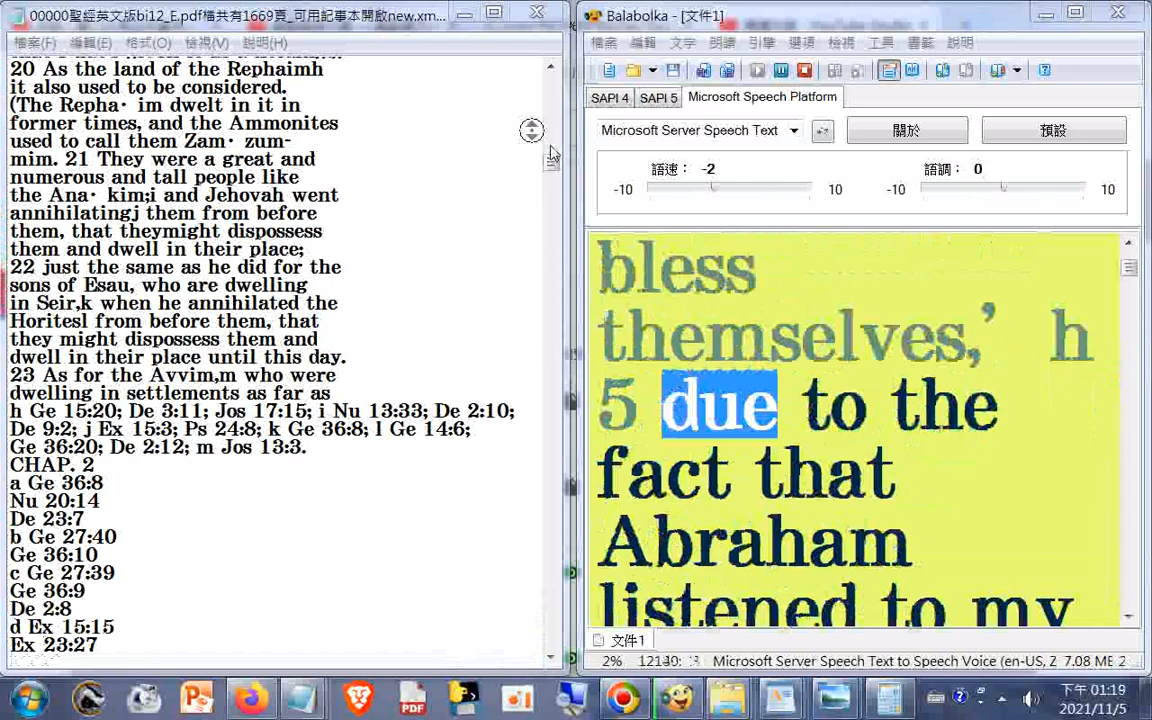 00000聖經英文版bi12_E.pdf檔共有1669頁_可用記事本開啟new.xm...
檔案(F) 編輯(E) 格式(O) 檢視(V) 說明(H)
20 As the land of the Rephaimh
it also used to be considered.
(The Repha· im dwelt in it in
former times, and the Ammonites
used to call them Zam· zum-
mim. 21 They were a great and
numerous and tall people like
the Ana· kim;i and Jehovah went
annihilatingj them from before
them, that theymight dispossess
them and dwell in their place;
22 just the same as he did for the
sons of Esau, who are dwelling
in Seir,k when he annihilated the
Horitesl from before them, that
they might dispossess them and
dwell in their place until this day.
23 As for the Avvim,m who were
dwelling in settlements as far as
h Ge 15:20; De 3:11; Jos 17:15; i Nu 13:33; De 2:10;
De 9:2; j Ex 15:3; Ps 24:8; k Ge 36:8; l Ge 14:6;
Ge 36:20; De 2:12; m Jos 13:3.
CHAP. 2
a Ge 36:8
Nu 20:14
De 23:7
b Ge 27:40
Ge 36:10
c Ge 27:39
Ge 36:9
De 2:8
d Ex 15:15
Ex 23:27
Balabolka - [文件1]
檔案 編輯 文字 朗讀 引擎 選項 檢視 工具 書籤 說明
SAPI 4 SAPI 5 Microsoft Speech Platform
Microsoft Server Speech Text 關於 預設
語速： -2 語調： 0
-10 10 -10 10
bless
themselves,’ h
5 due to the
fact that
Abraham
listened to my
文件1
2% Microsoft Server Speech Text to Speech Voice (en-US, Z 7.08 MB
下午 01:19
2021/11/5